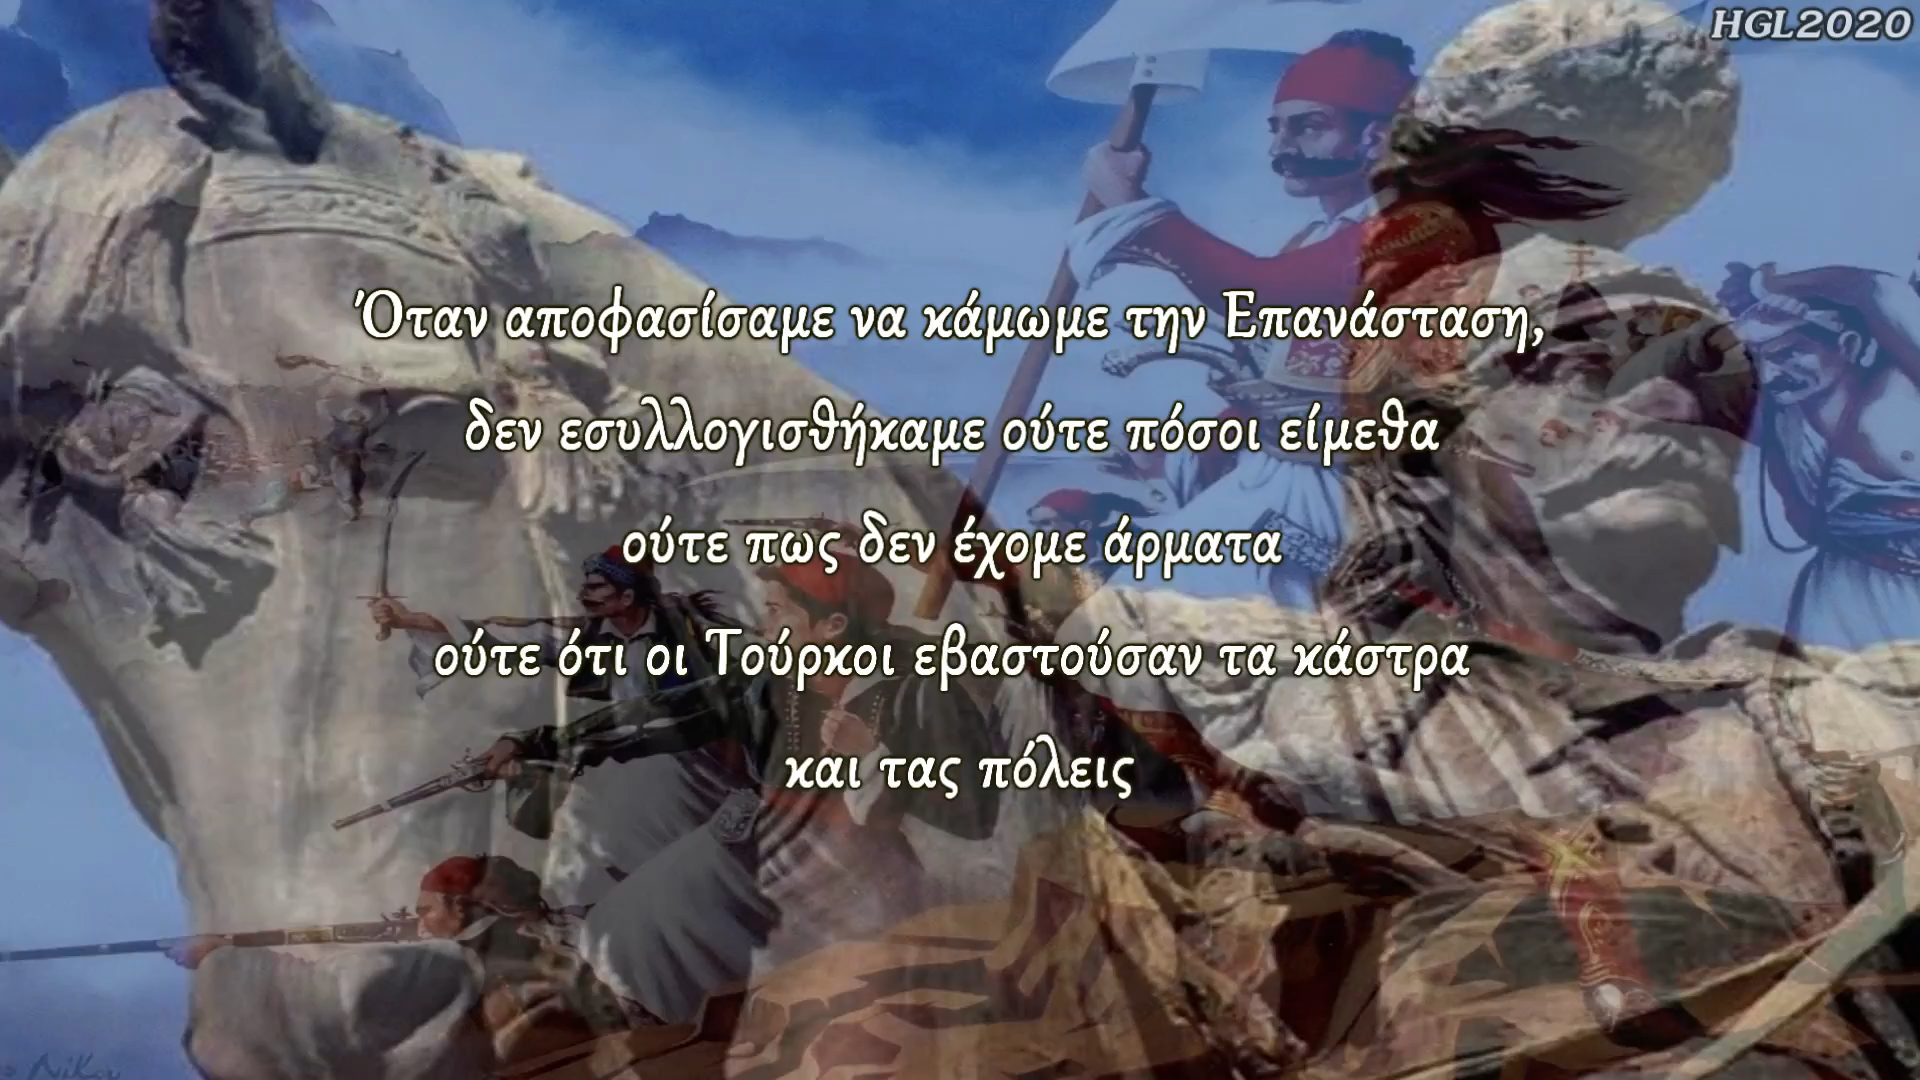 HGL2020
Όταν αποφασίσαμε να κάμωμε την Επανάσταση,
δεν εσυλλογισθήκαμε ούτε πόσοι είμεθα
ούτε πως δεν έχομε άρματα
ούτε ότι οι Τούρκοι εβαστούσαν τα κάστρα
και τας πόλεις